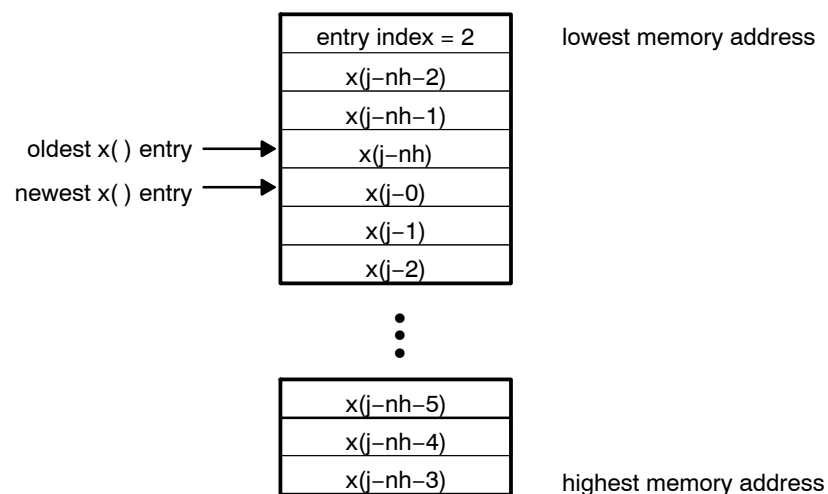 entry index = 2 lowest memory address
x(j−nh−2)
x(j−nh−1)
oldest x( ) entry x(j−nh)
newest x( ) entry x(j−0)
x(j−1)
x(j−2)
x(j−nh−5)
x(j−nh−4)
x(j−nh−3) highest memory address